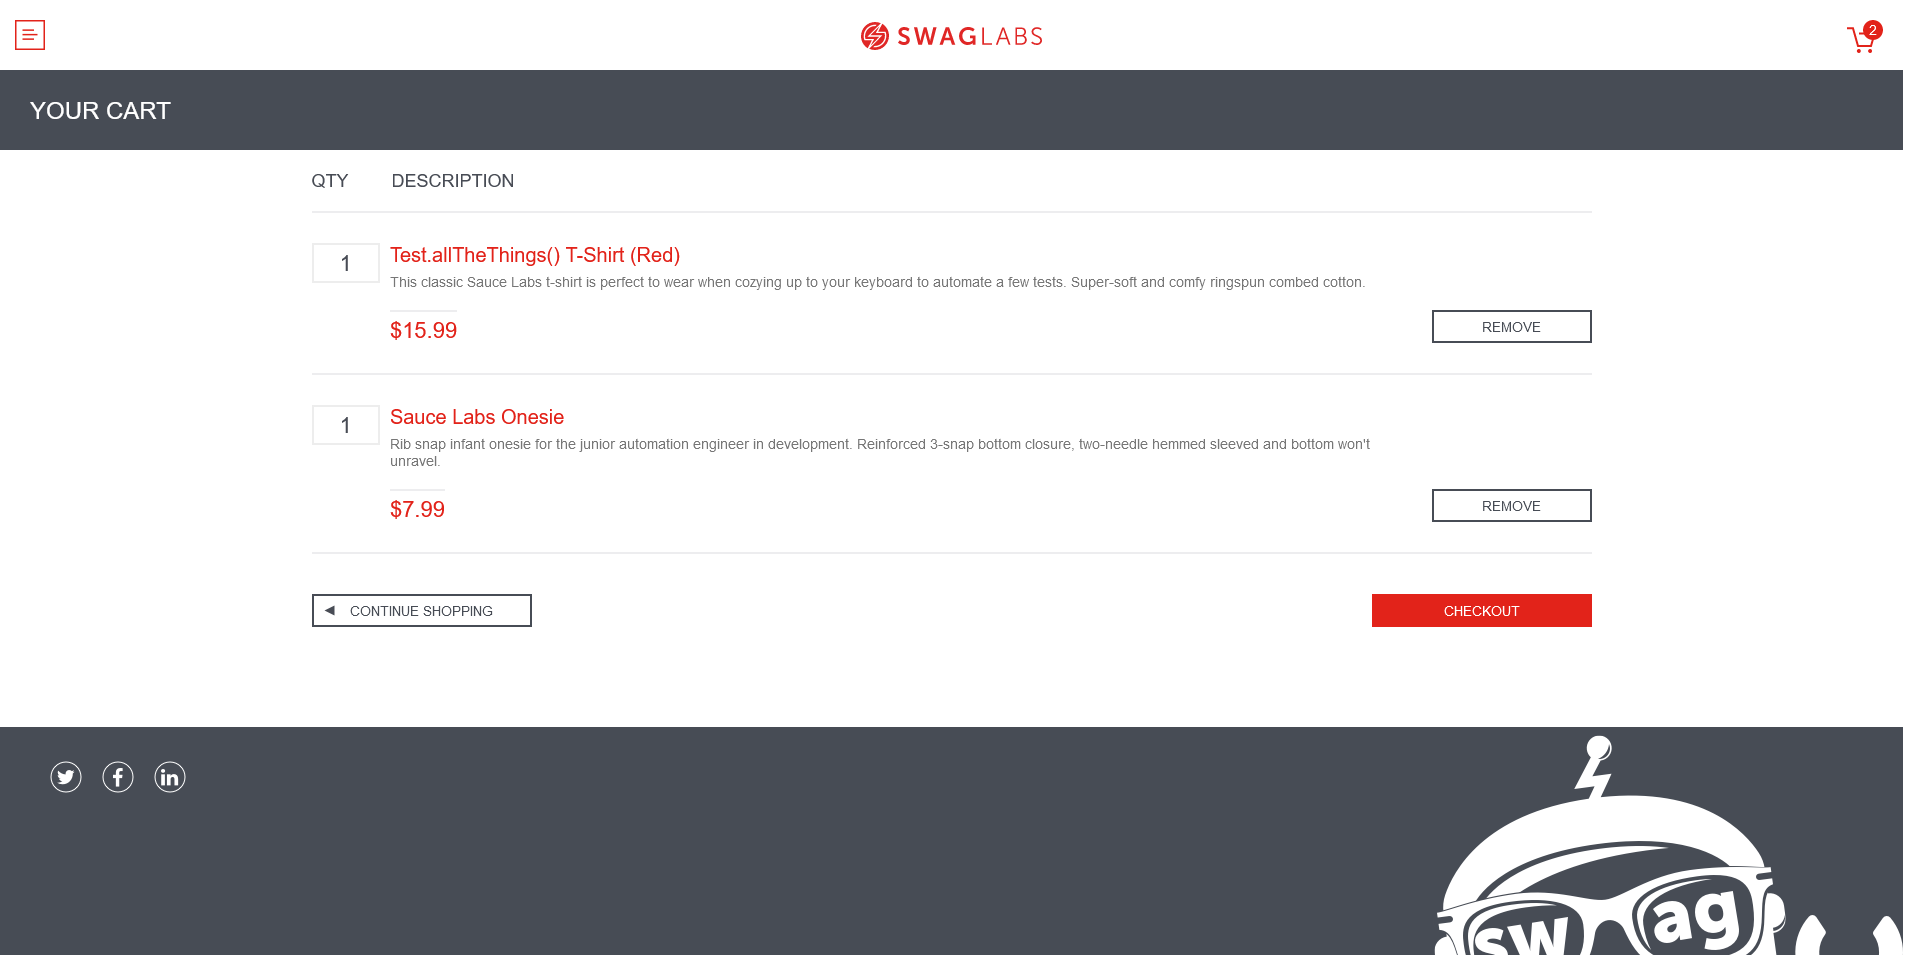 SWAGLABS
2
YOUR CART
QTY DESCRIPTION
1
Test.allTheThings() T-Shirt (Red)
This classic Sauce Labs t-shirt is perfect to wear when cozying up to your keyboard to automate a few tests. Super-soft and comfy ringspun combed cotton.
$15.99
REMOVE
1
Sauce Labs Onesie
Rib snap infant onesie for the junior automation engineer in development. Reinforced 3-snap bottom closure, two-needle hemmed sleeved and bottom won't
unravel.
$7.99
REMOVE
CONTINUE SHOPPING
CHECKOUT
f
in
swag